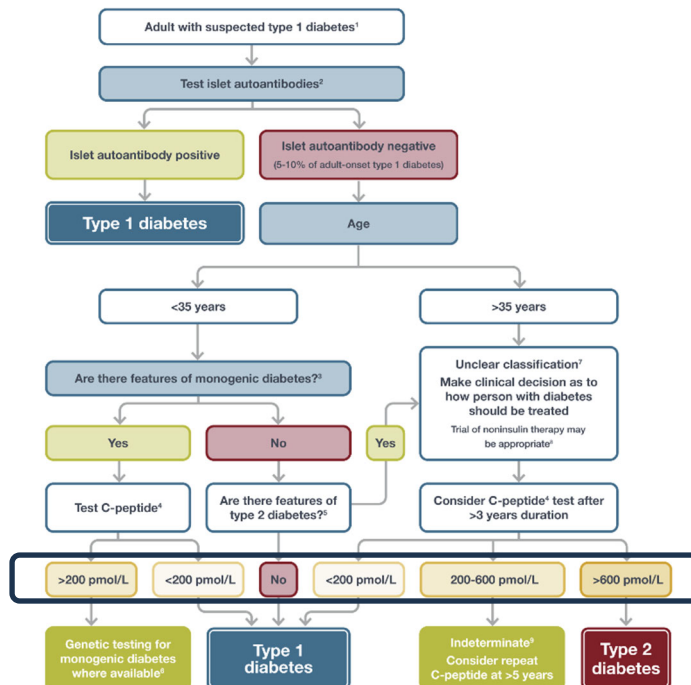 Adult with suspected type 1 diabetes¹
Test islet autoantibodies²
Islet autoantibody positive
Islet autoantibody negative
(5-10% of adult-onset type 1 diabetes)
Type 1 diabetes
Age
<35 years
>35 years
Are there features of monogenic diabetes?³
Unclear classification⁷
Make clinical decision as to
how person with diabetes
should be treated
Trial of noninsulin therapy may
be appropriate⁸
Yes
No
Yes
Test C-peptide⁴
Are there features of
type 2 diabetes?⁵
Consider C-peptide⁴ test after
>3 years duration
>200 pmol/L
<200 pmol/L
No
<200 pmol/L
200-600 pmol/L
>600 pmol/L
Genetic testing for
monogenic diabetes
where available⁶
Type 1
diabetes
Indeterminate⁹
Consider repeat
C-peptide at >5 years
Type 2
diabetes